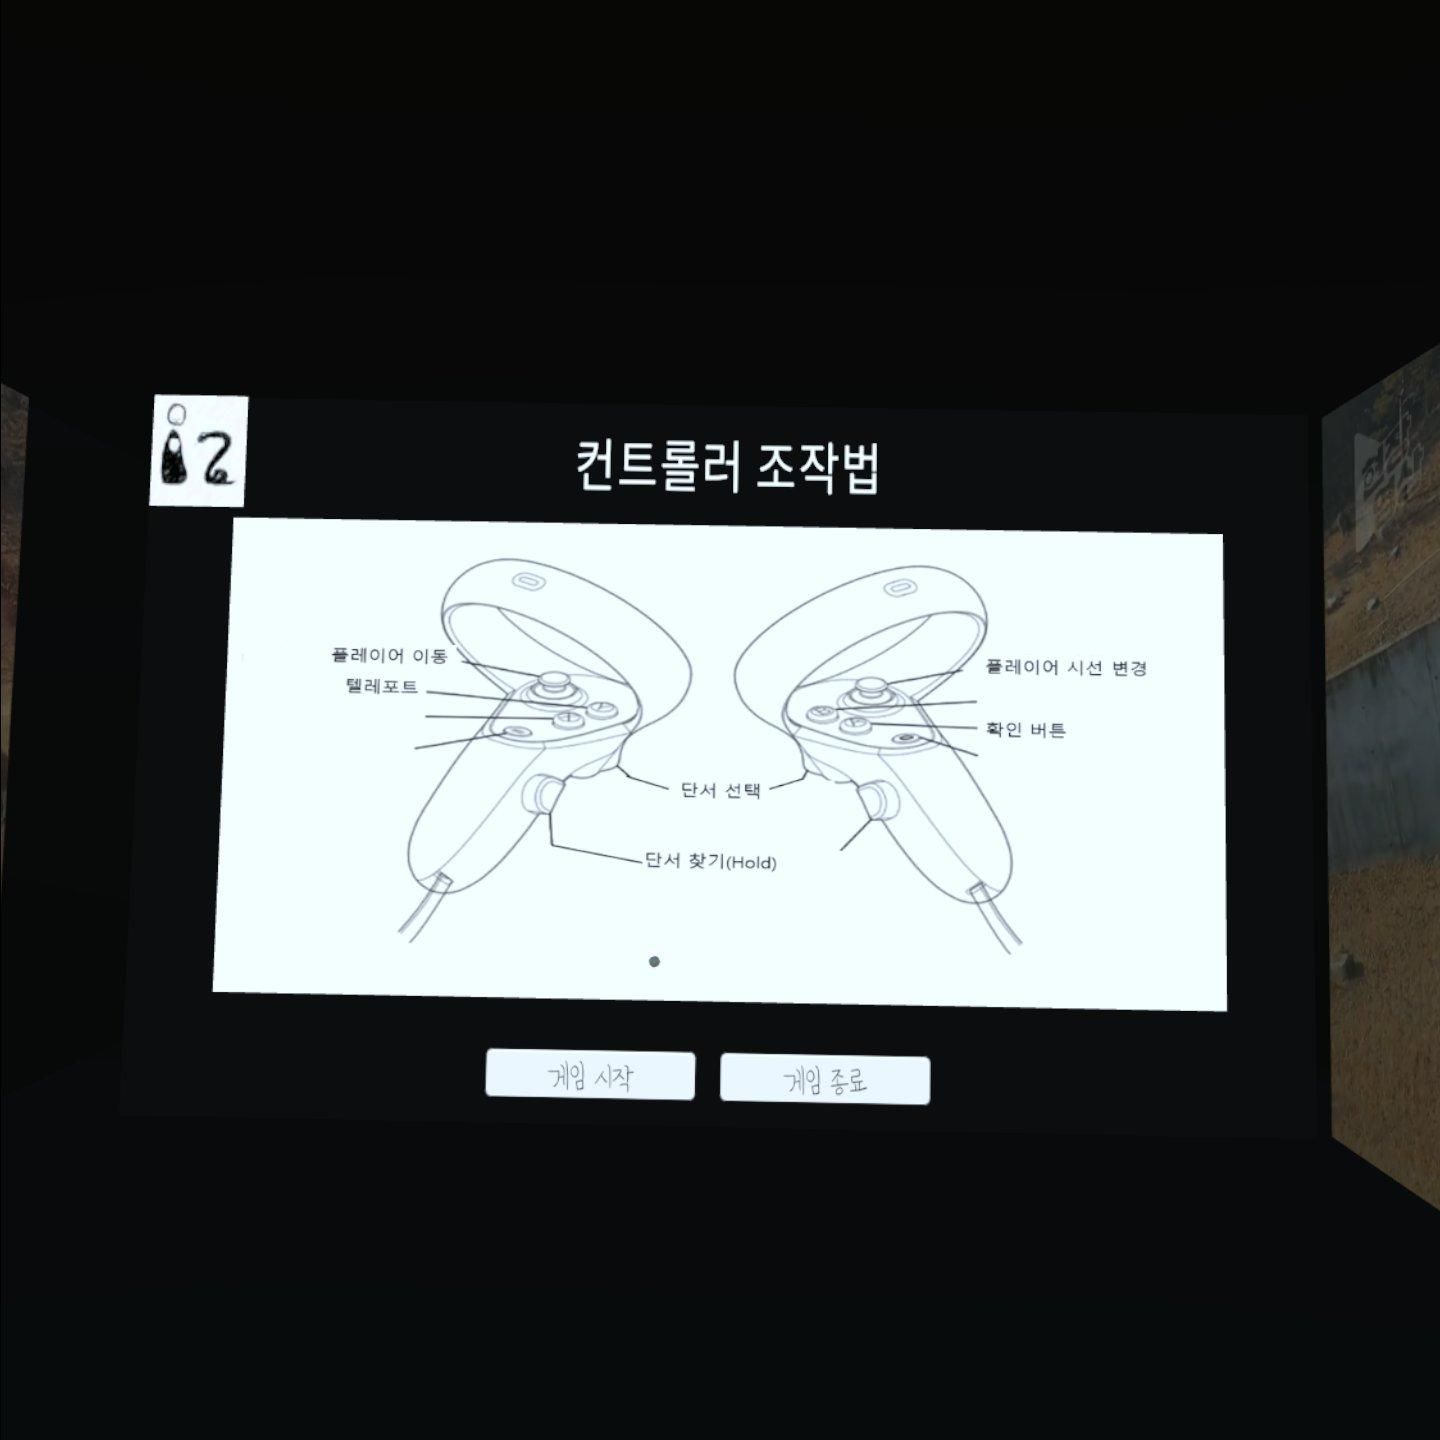 컨트롤러 조작법
플레이어 이동
텔레포트
플레이어 시선 변경
확인 버튼
단서 선택
단서 찾기(Hold)
게임 시작
게임 종료